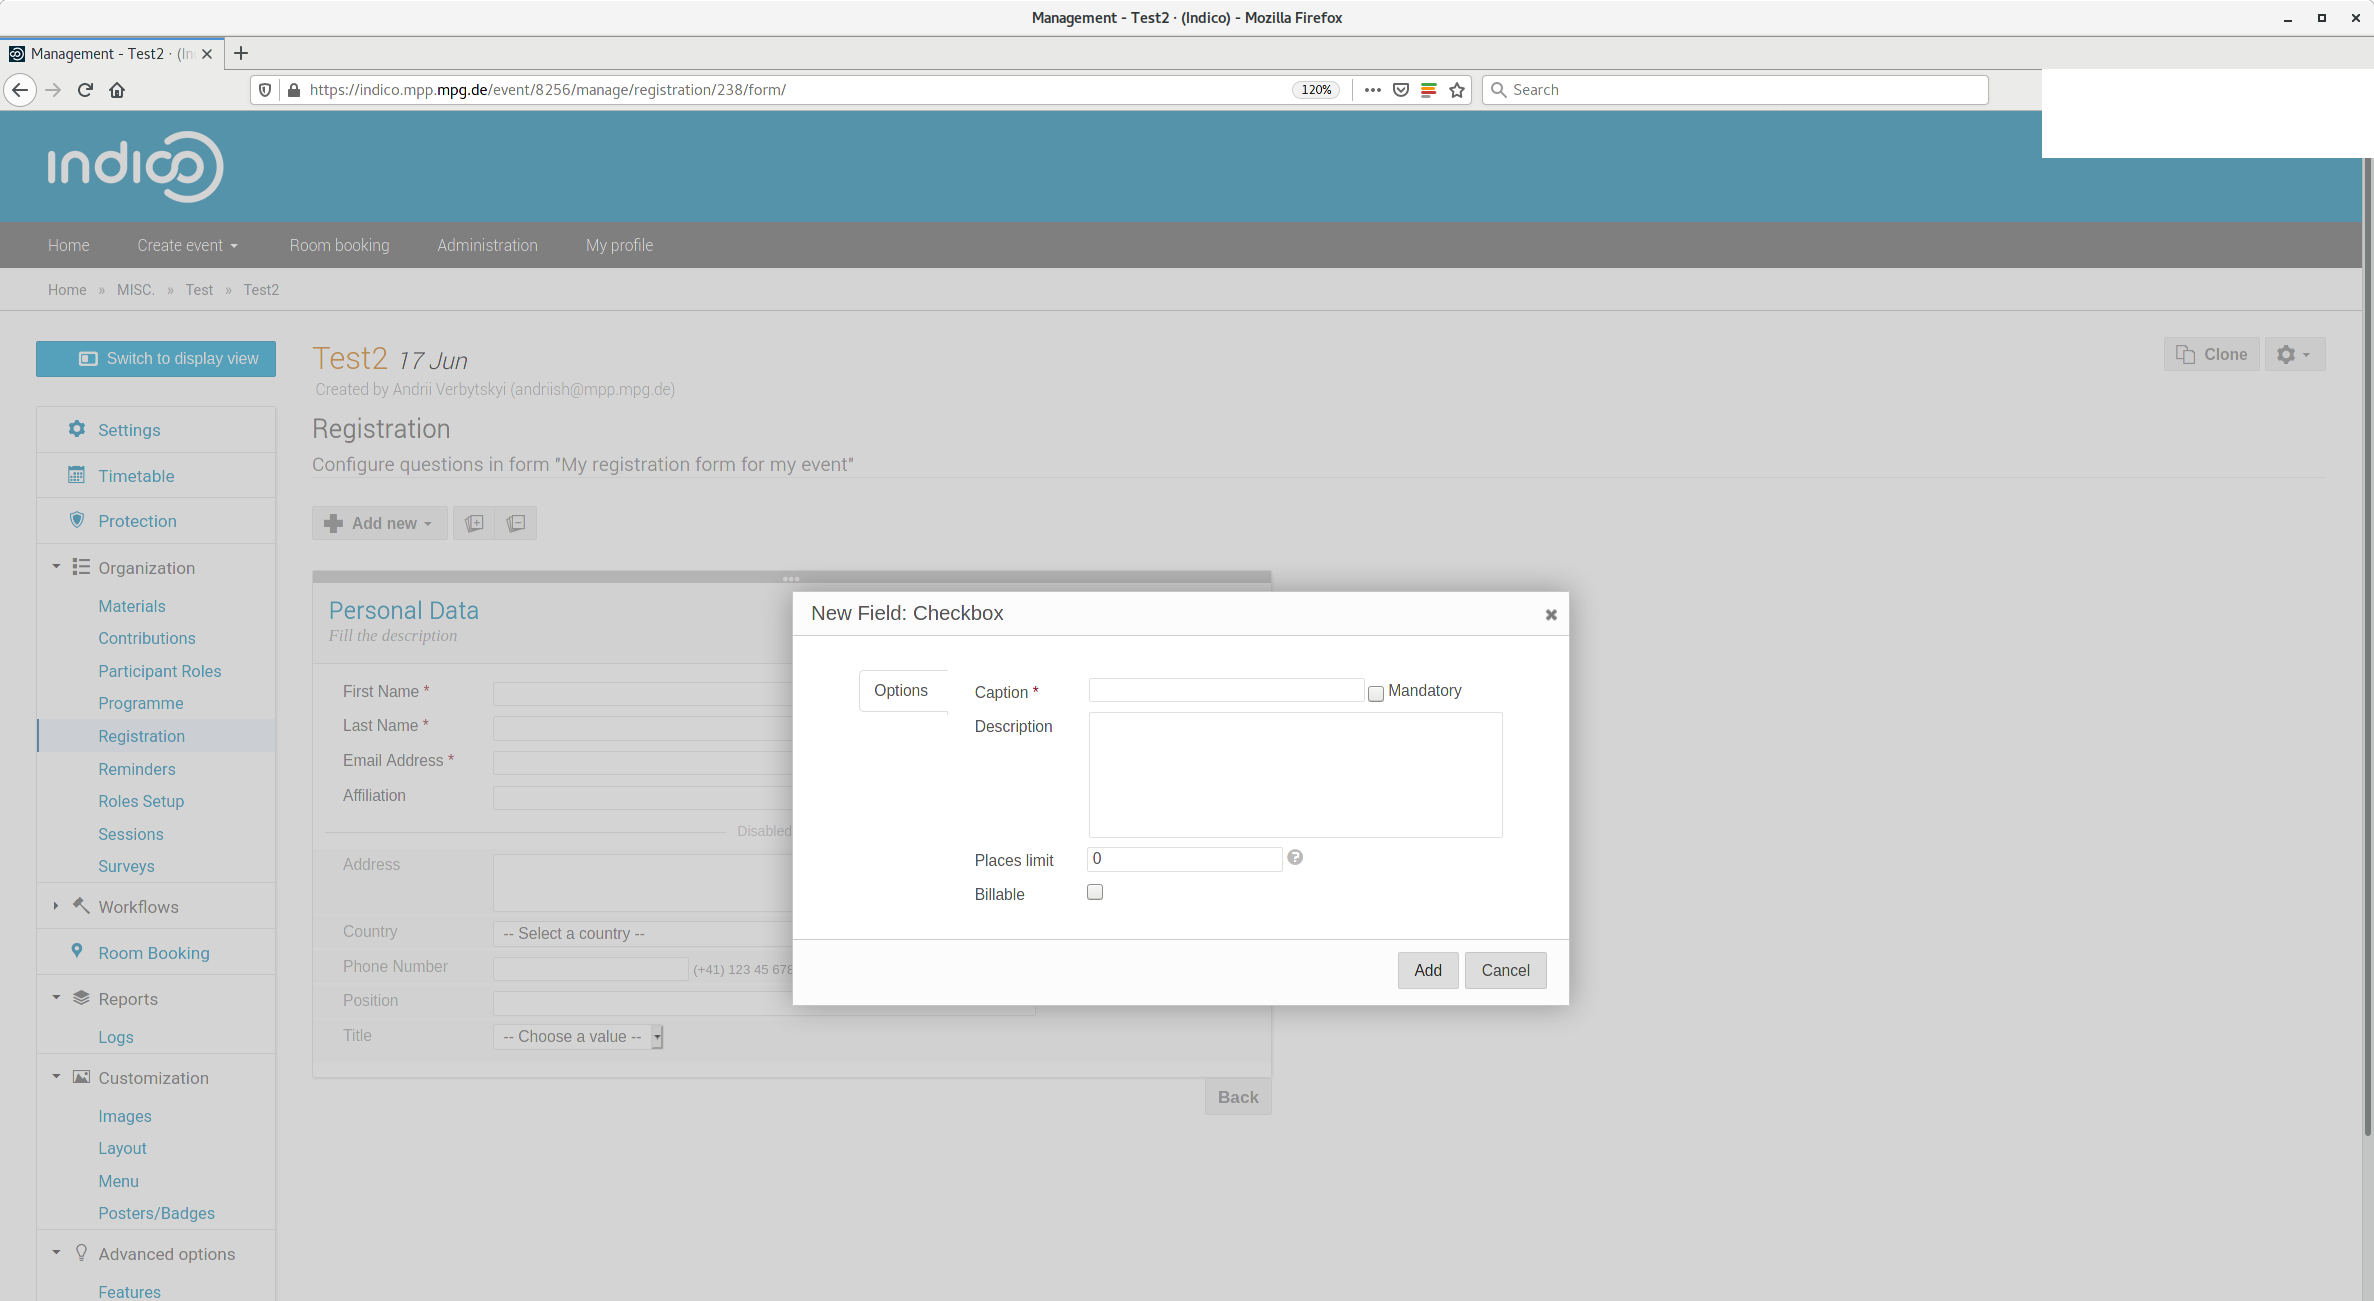 Management - Test2 · (Indico) - Mozilla Firefox
Management - Test2 · (In
https://indico.mpp.mpg.de/event/8256/manage/registration/238/form/
120%
Search
indico
Home
Create event
Room booking
Administration
My profile
Home » MISC. » Test » Test2
Switch to display view
Settings
Timetable
Protection
Organization
Materials
Contributions
Participant Roles
Programme
Registration
Reminders
Roles Setup
Sessions
Surveys
Workflows
Room Booking
Reports
Logs
Customization
Images
Layout
Menu
Posters/Badges
Advanced options
Features
Test2 17 Jun
Created by Andrii Verbytskyi (andriish@mpp.mpg.de)
Clone
Registration
Configure questions in form "My registration form for my event"
Add new
Personal Data
Fill the description
First Name *
Last Name *
Email Address *
Affiliation
Disabled
Address
Country
-- Select a country --
Phone Number
(+41) 123 45 678
Position
Title
-- Choose a value --
Back
New Field: Checkbox
Options
Caption *
Mandatory
Description
Places limit
0
Billable
Add
Cancel